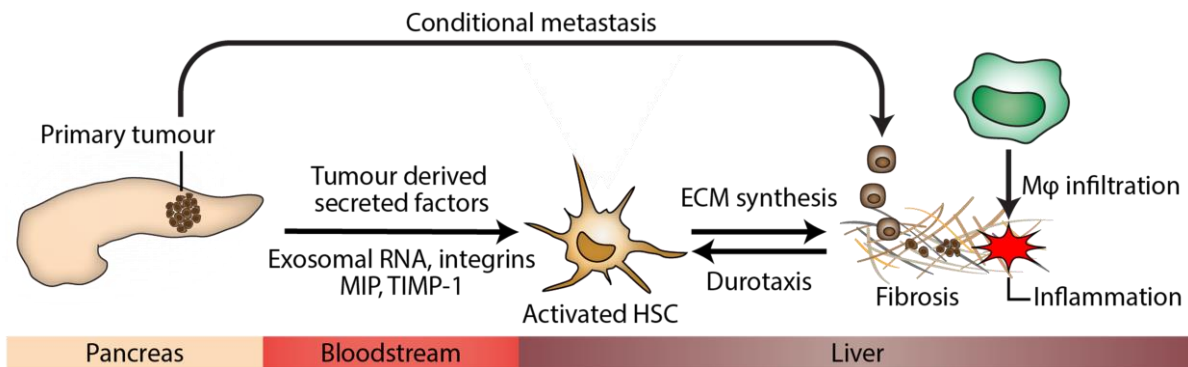 Conditional metastasis
Primary tumour
Tumour derived
secreted factors
Exosomal RNA, integrins
MIP, TIMP-1
Activated HSC
ECM synthesis
Durotaxis
Mφ infiltration
Fibrosis
Inflammation
Pancreas
Bloodstream
Liver